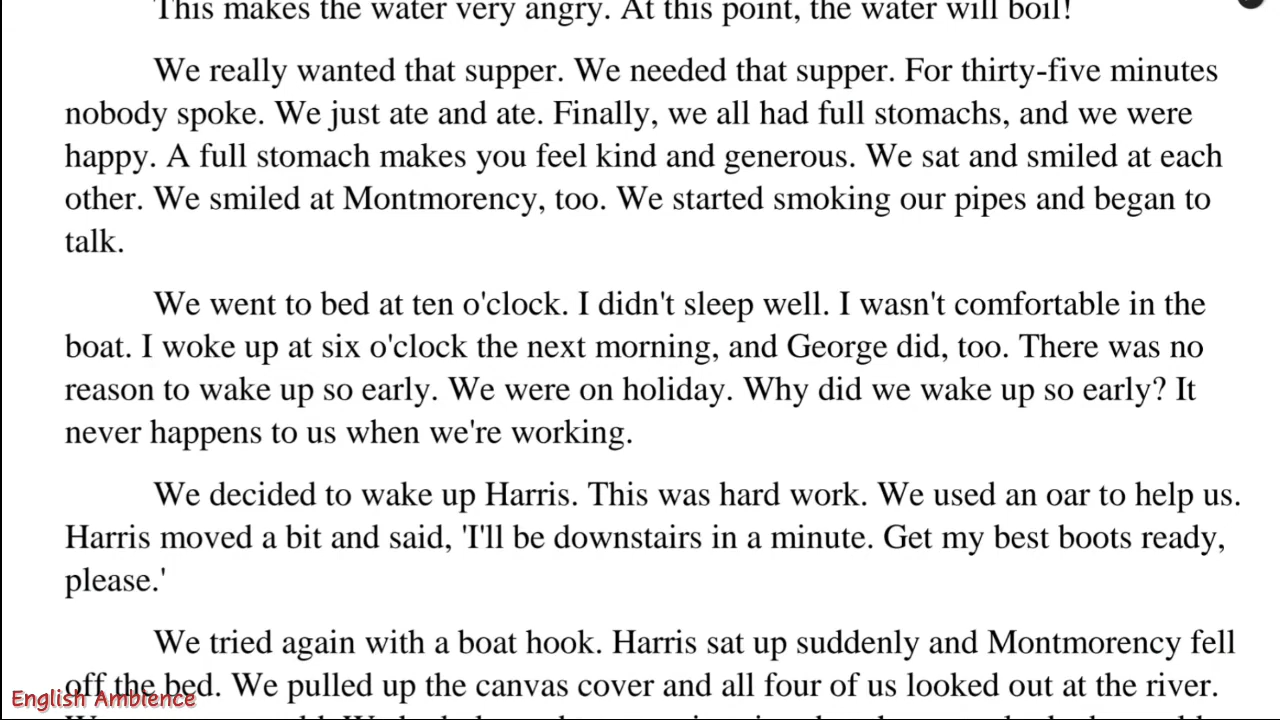 This makes the water very angry. At this point, the water will boil!
We really wanted that supper. We needed that supper. For thirty-five minutes
nobody spoke. We just ate and ate. Finally, we all had full stomachs, and we were
happy. A full stomach makes you feel kind and generous. We sat and smiled at each
other. We smiled at Montmorency, too. We started smoking our pipes and began to
talk.
We went to bed at ten o'clock. I didn't sleep well. I wasn't comfortable in the
boat. I woke up at six o'clock the next morning, and George did, too. There was no
reason to wake up so early. We were on holiday. Why did we wake up so early? It
never happens to us when we're working.
We decided to wake up Harris. This was hard work. We used an oar to help us.
Harris moved a bit and said, 'I'll be downstairs in a minute. Get my best boots ready,
please.'
We tried again with a boat hook. Harris sat up suddenly and Montmorency fell
off the bed. We pulled up the canvas cover and all four of us looked out at the river.
English Ambience